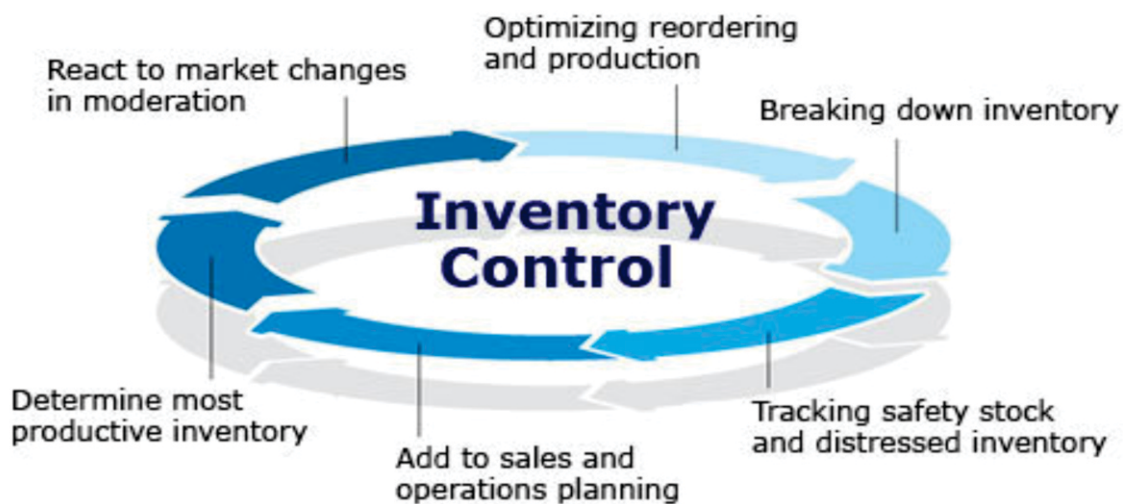 Optimizing reordering
and production
React to market changes
in moderation
Breaking down inventory
Inventory
Control
Determine most
productive inventory
Tracking safety stock
and distressed inventory
Add to sales and
operations planning